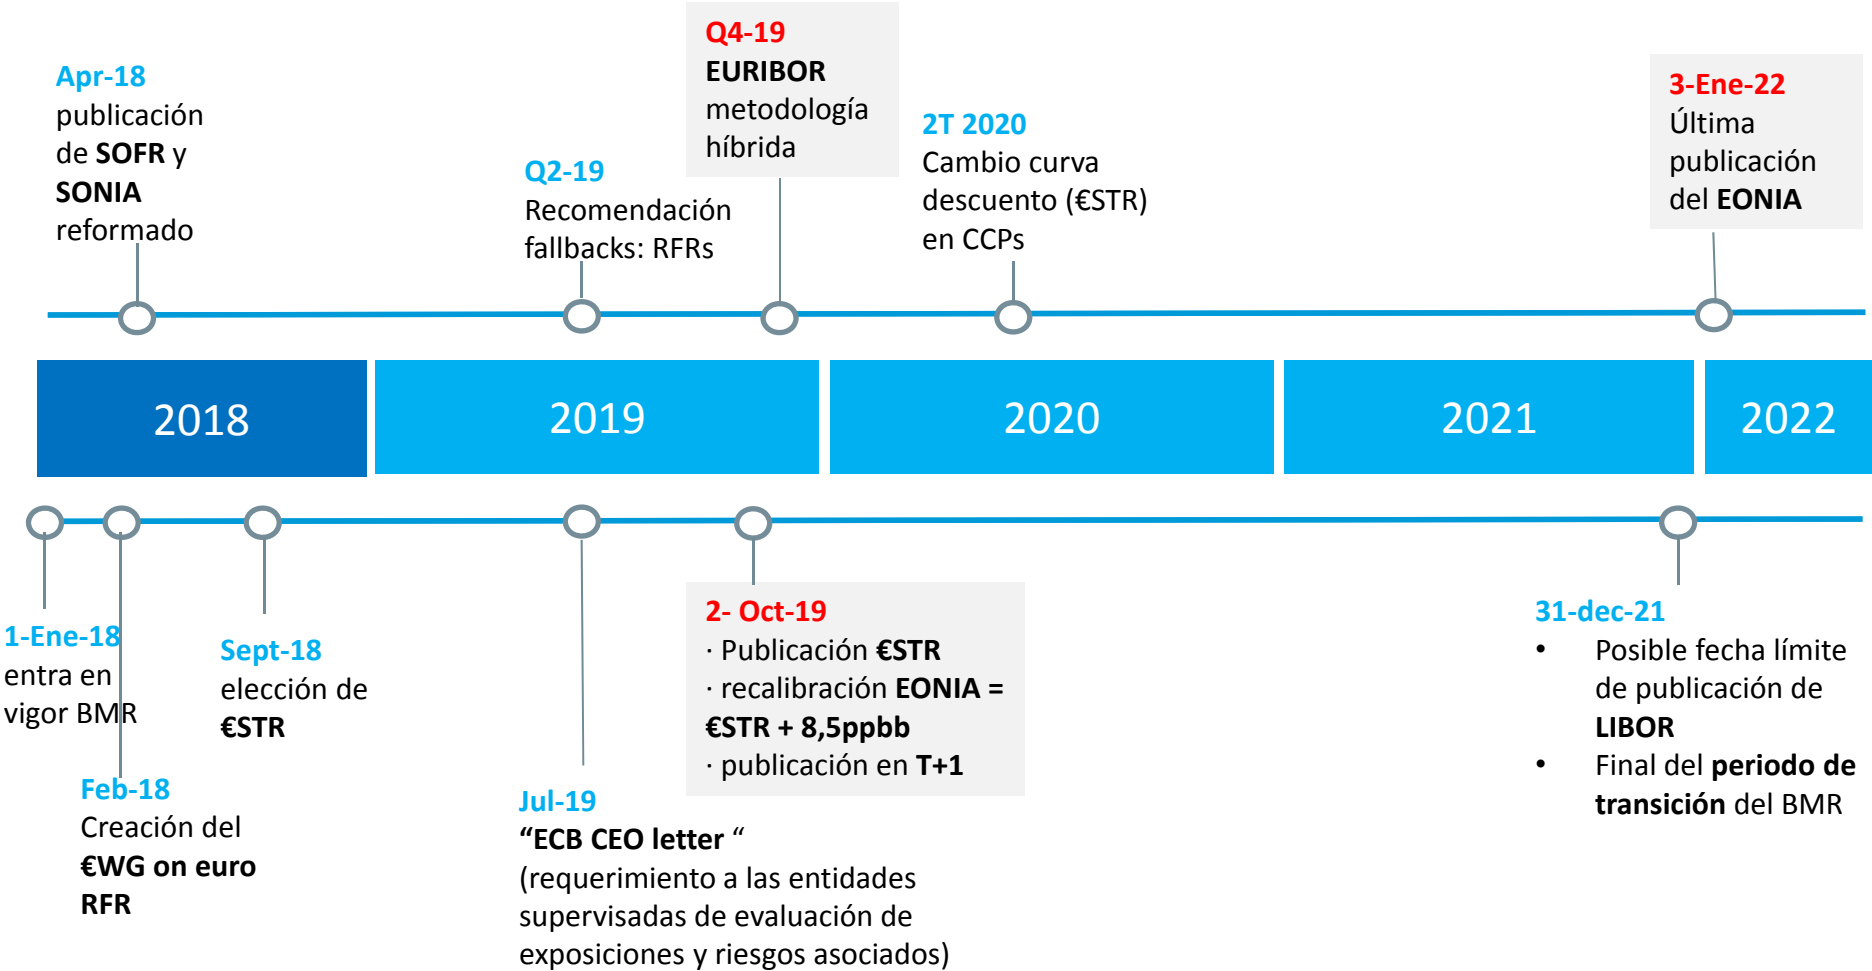 Apr-18
publicación
de SOFR y
SONIA
reformado
Q2-19
Recomendación
fallbacks: RFRs
Q4-19
EURIBOR
metodología
híbrida
2T 2020
Cambio curva
descuento (€STR)
en CCPs
3-Ene-22
Última
publicación
del EONIA
2018
2019
2020
2021
2022
1-Ene-18
entra en
vigor BMR
Feb-18
Creación del
€WG on euro
RFR
Sept-18
elección de
€STR
Jul-19
“ECB CEO letter “
(requerimiento a las entidades
supervisadas de evaluación de
exposiciones y riesgos asociados)
2- Oct-19
· Publicación €STR
· recalibración EONIA =
€STR + 8,5ppbb
· publicación en T+1
31-dec-21
• Posible fecha límite
de publicación de
LIBOR
• Final del periodo de
transición del BMR